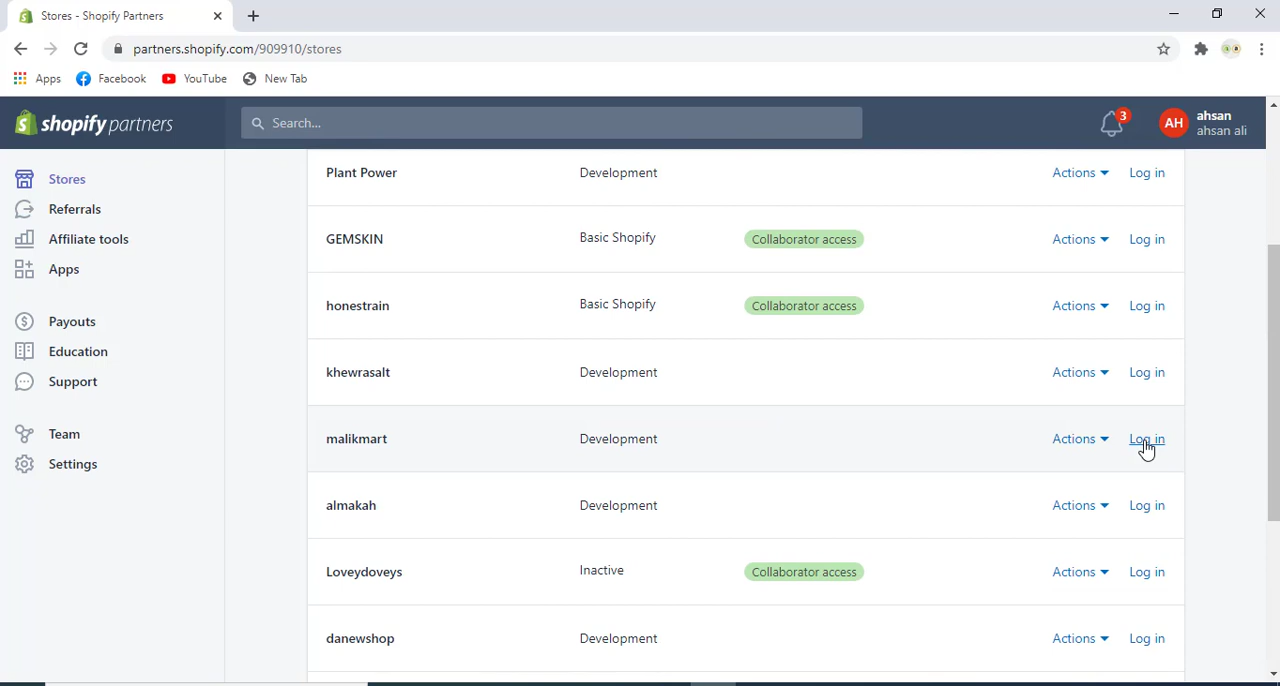 Stores - Shopify Partners
partners.shopify.com/909910/stores
Apps Facebook YouTube New Tab
shopify partners Search... 3 AH ahsan
ahsan ali
Stores
Referrals
Affiliate tools
Apps
Payouts
Education
Support
Team
Settings
Plant Power Development Actions Log in
GEMSKIN Basic Shopify Collaborator access Actions Log in
honestrain Basic Shopify Collaborator access Actions Log in
khewrasalt Development Actions Log in
malikmart Development Actions Log in
almakah Development Actions Log in
Loveydoveys Inactive Collaborator access Actions Log in
danewshop Development Actions Log in